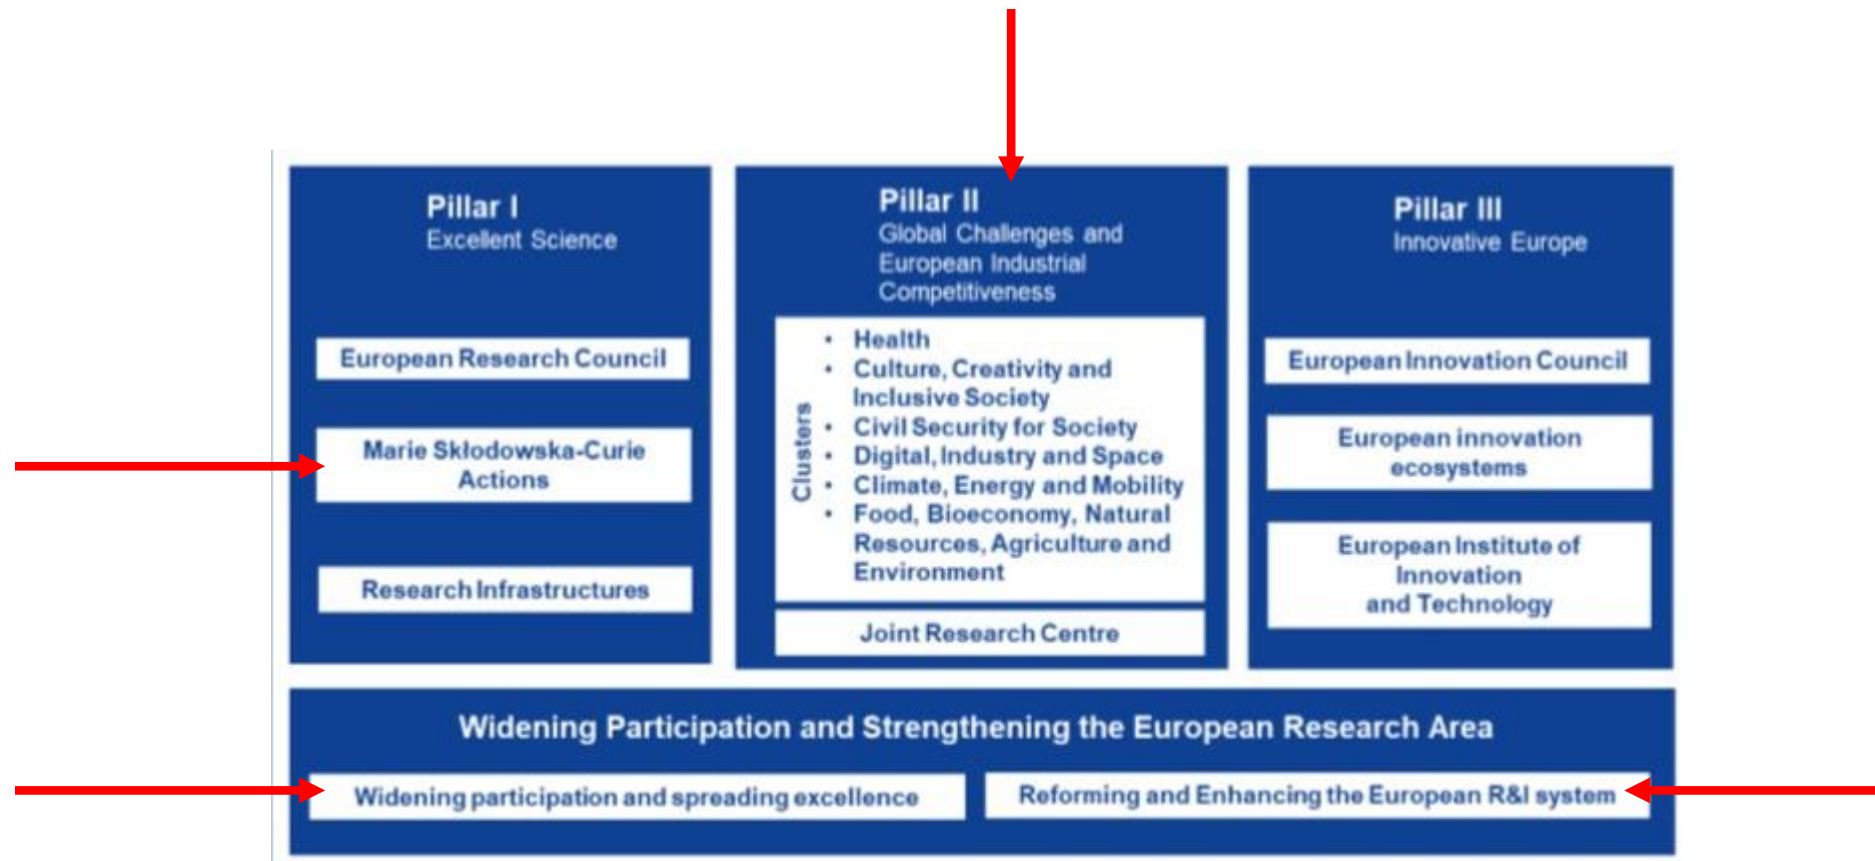 Pillar I
Excellent Science
European Research Council
Marie Skłodowska-Curie
Actions
Research Infrastructures
Pillar II
Global Challenges and
European Industrial
Competitiveness
Clusters
• Health
• Culture, Creativity and
Inclusive Society
• Civil Security for Society
• Digital, Industry and Space
• Climate, Energy and Mobility
• Food, Bioeconomy, Natural
Resources, Agriculture and
Environment
Joint Research Centre
Pillar III
Innovative Europe
European Innovation Council
European innovation
ecosystems
European Institute of
Innovation
and Technology
Widening Participation and Strengthening the European Research Area
Widening participation and spreading excellence
Reforming and Enhancing the European R&I system